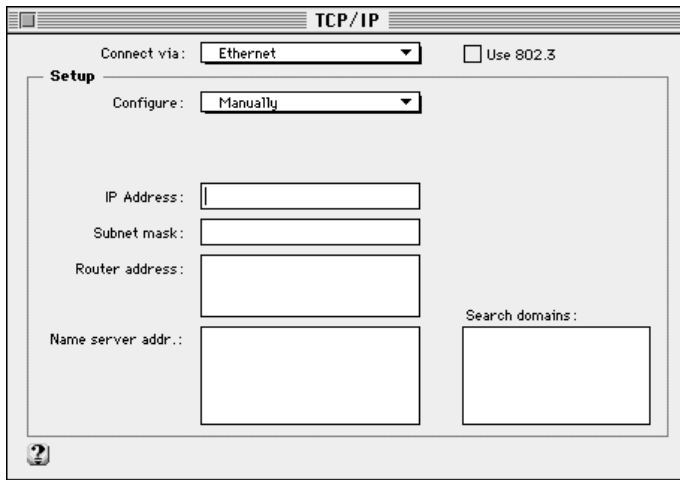 TCP/IP
Connect via: Ethernet Use 802.3
Setup
Configure: Manually
IP Address:
Subnet mask:
Router address:
Search domains:
Name server addr.:
?